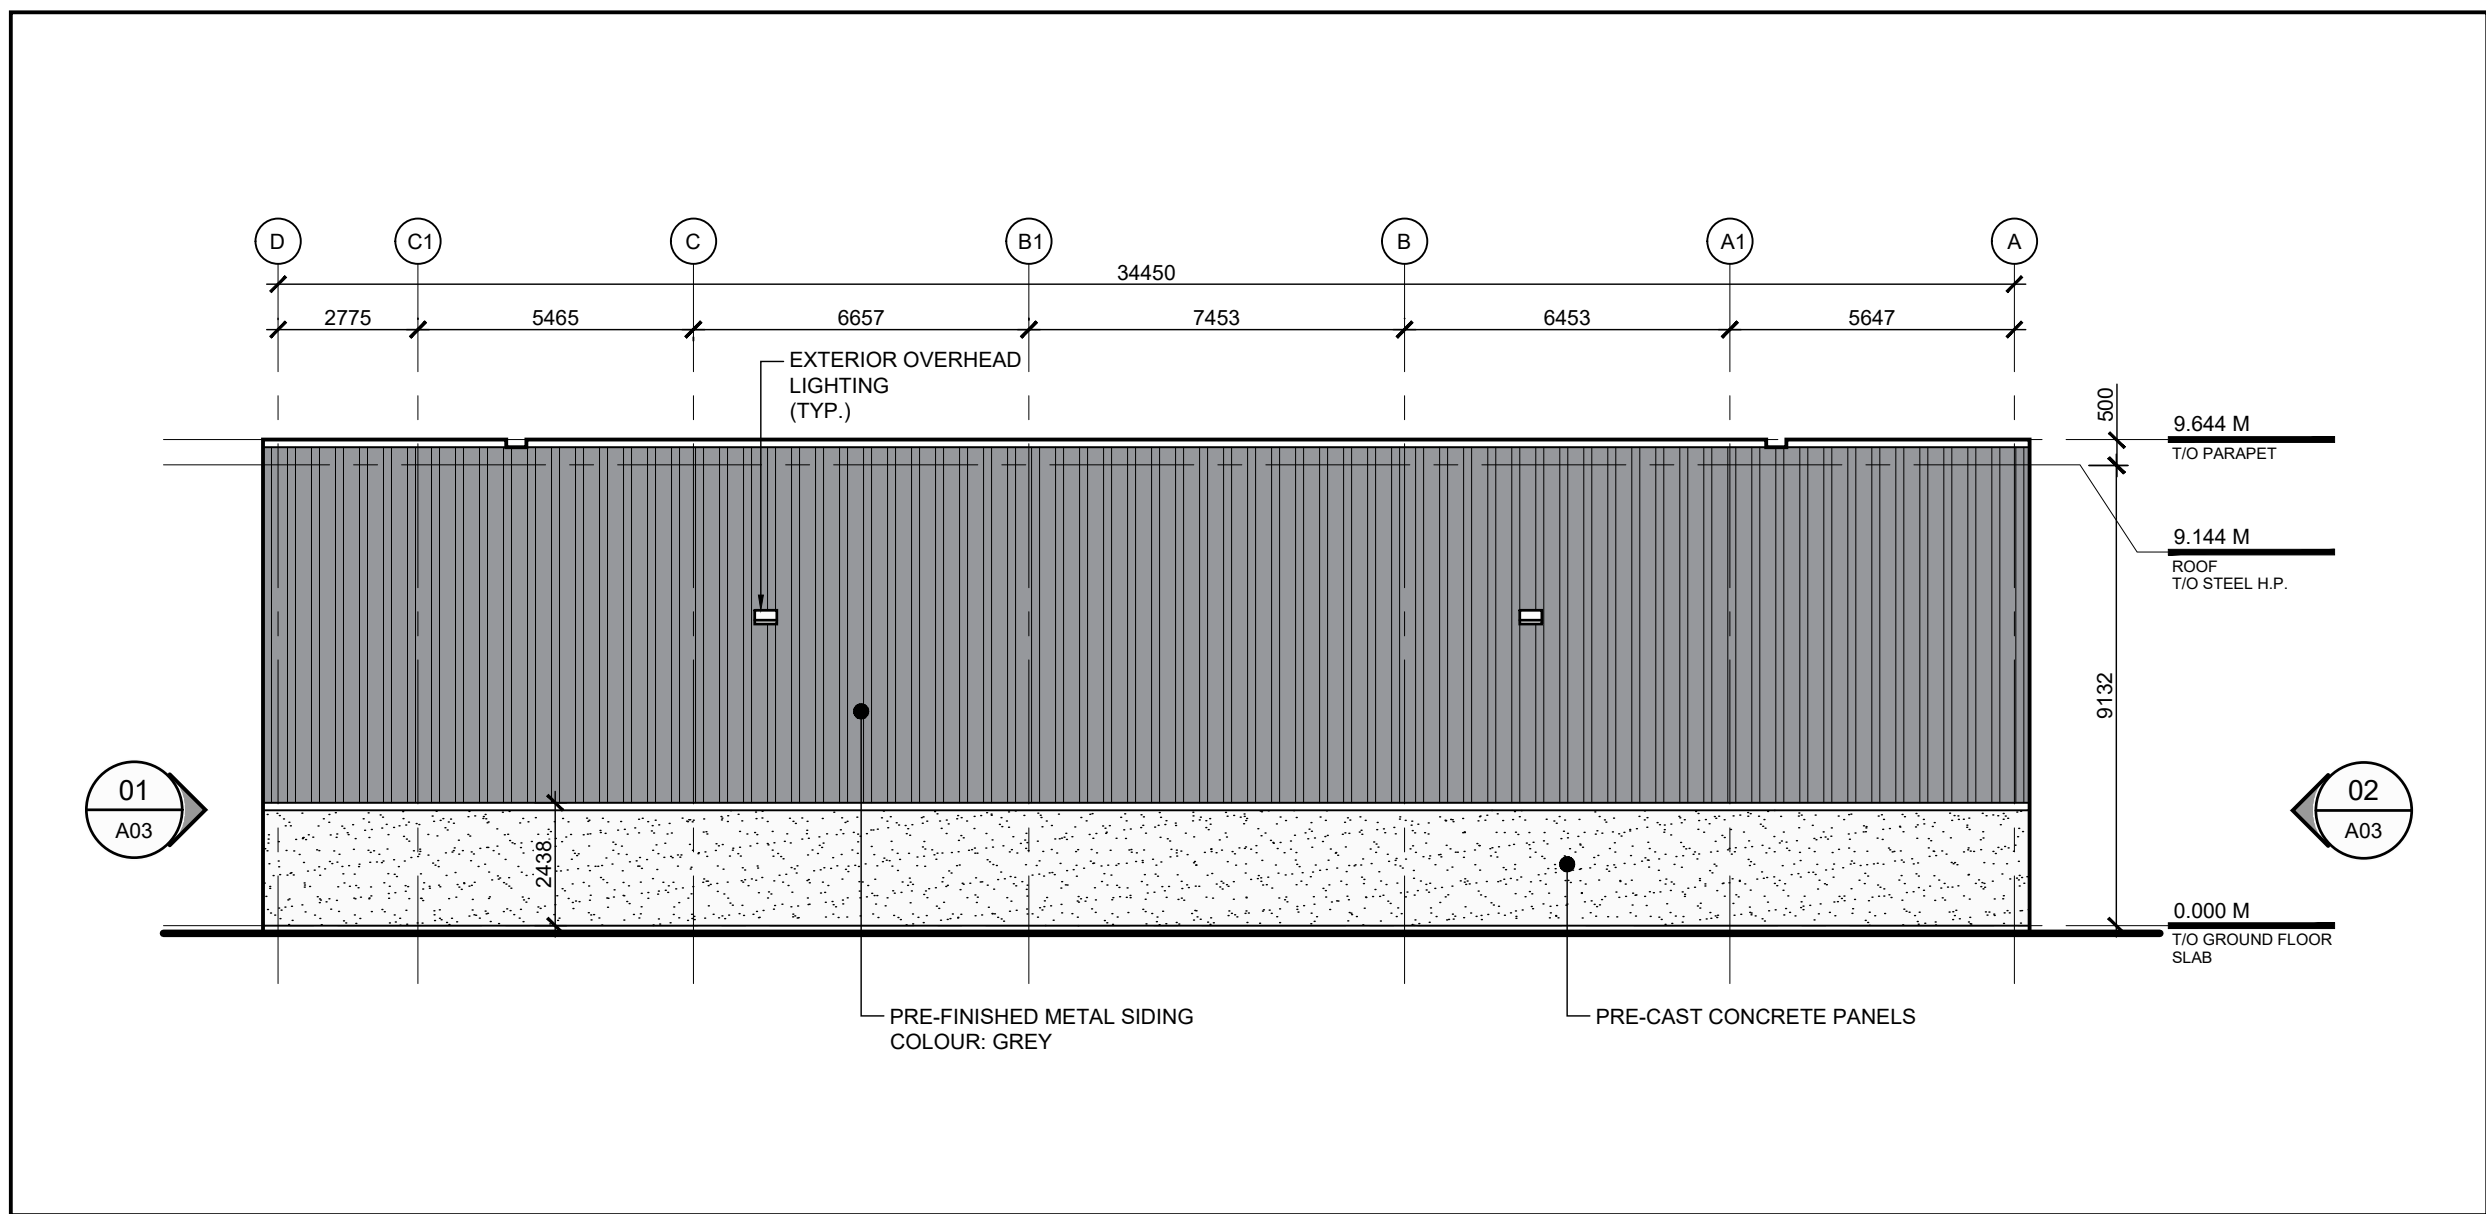 D
C1
C
B1
B
A1
A
34450
2775
5465
6657
7453
6453
5647
EXTERIOR OVERHEAD
LIGHTING
(TYP.)
500
9.644 M
T/O PARAPET
9.144 M
ROOF
T/O STEEL H.P.
9132
01
A03
02
A03
2438
0.000 M
T/O GROUND FLOOR
SLAB
PRE-FINISHED METAL SIDING
COLOUR: GREY
PRE-CAST CONCRETE PANELS